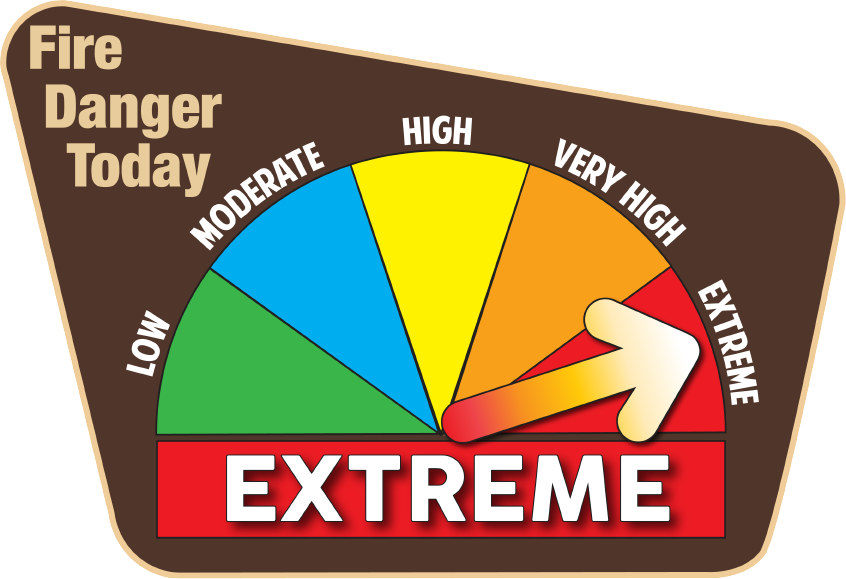 Fire
Danger
Today
LOW
MODERATE
HIGH
VERY HIGH
EXTREME
EXTREME